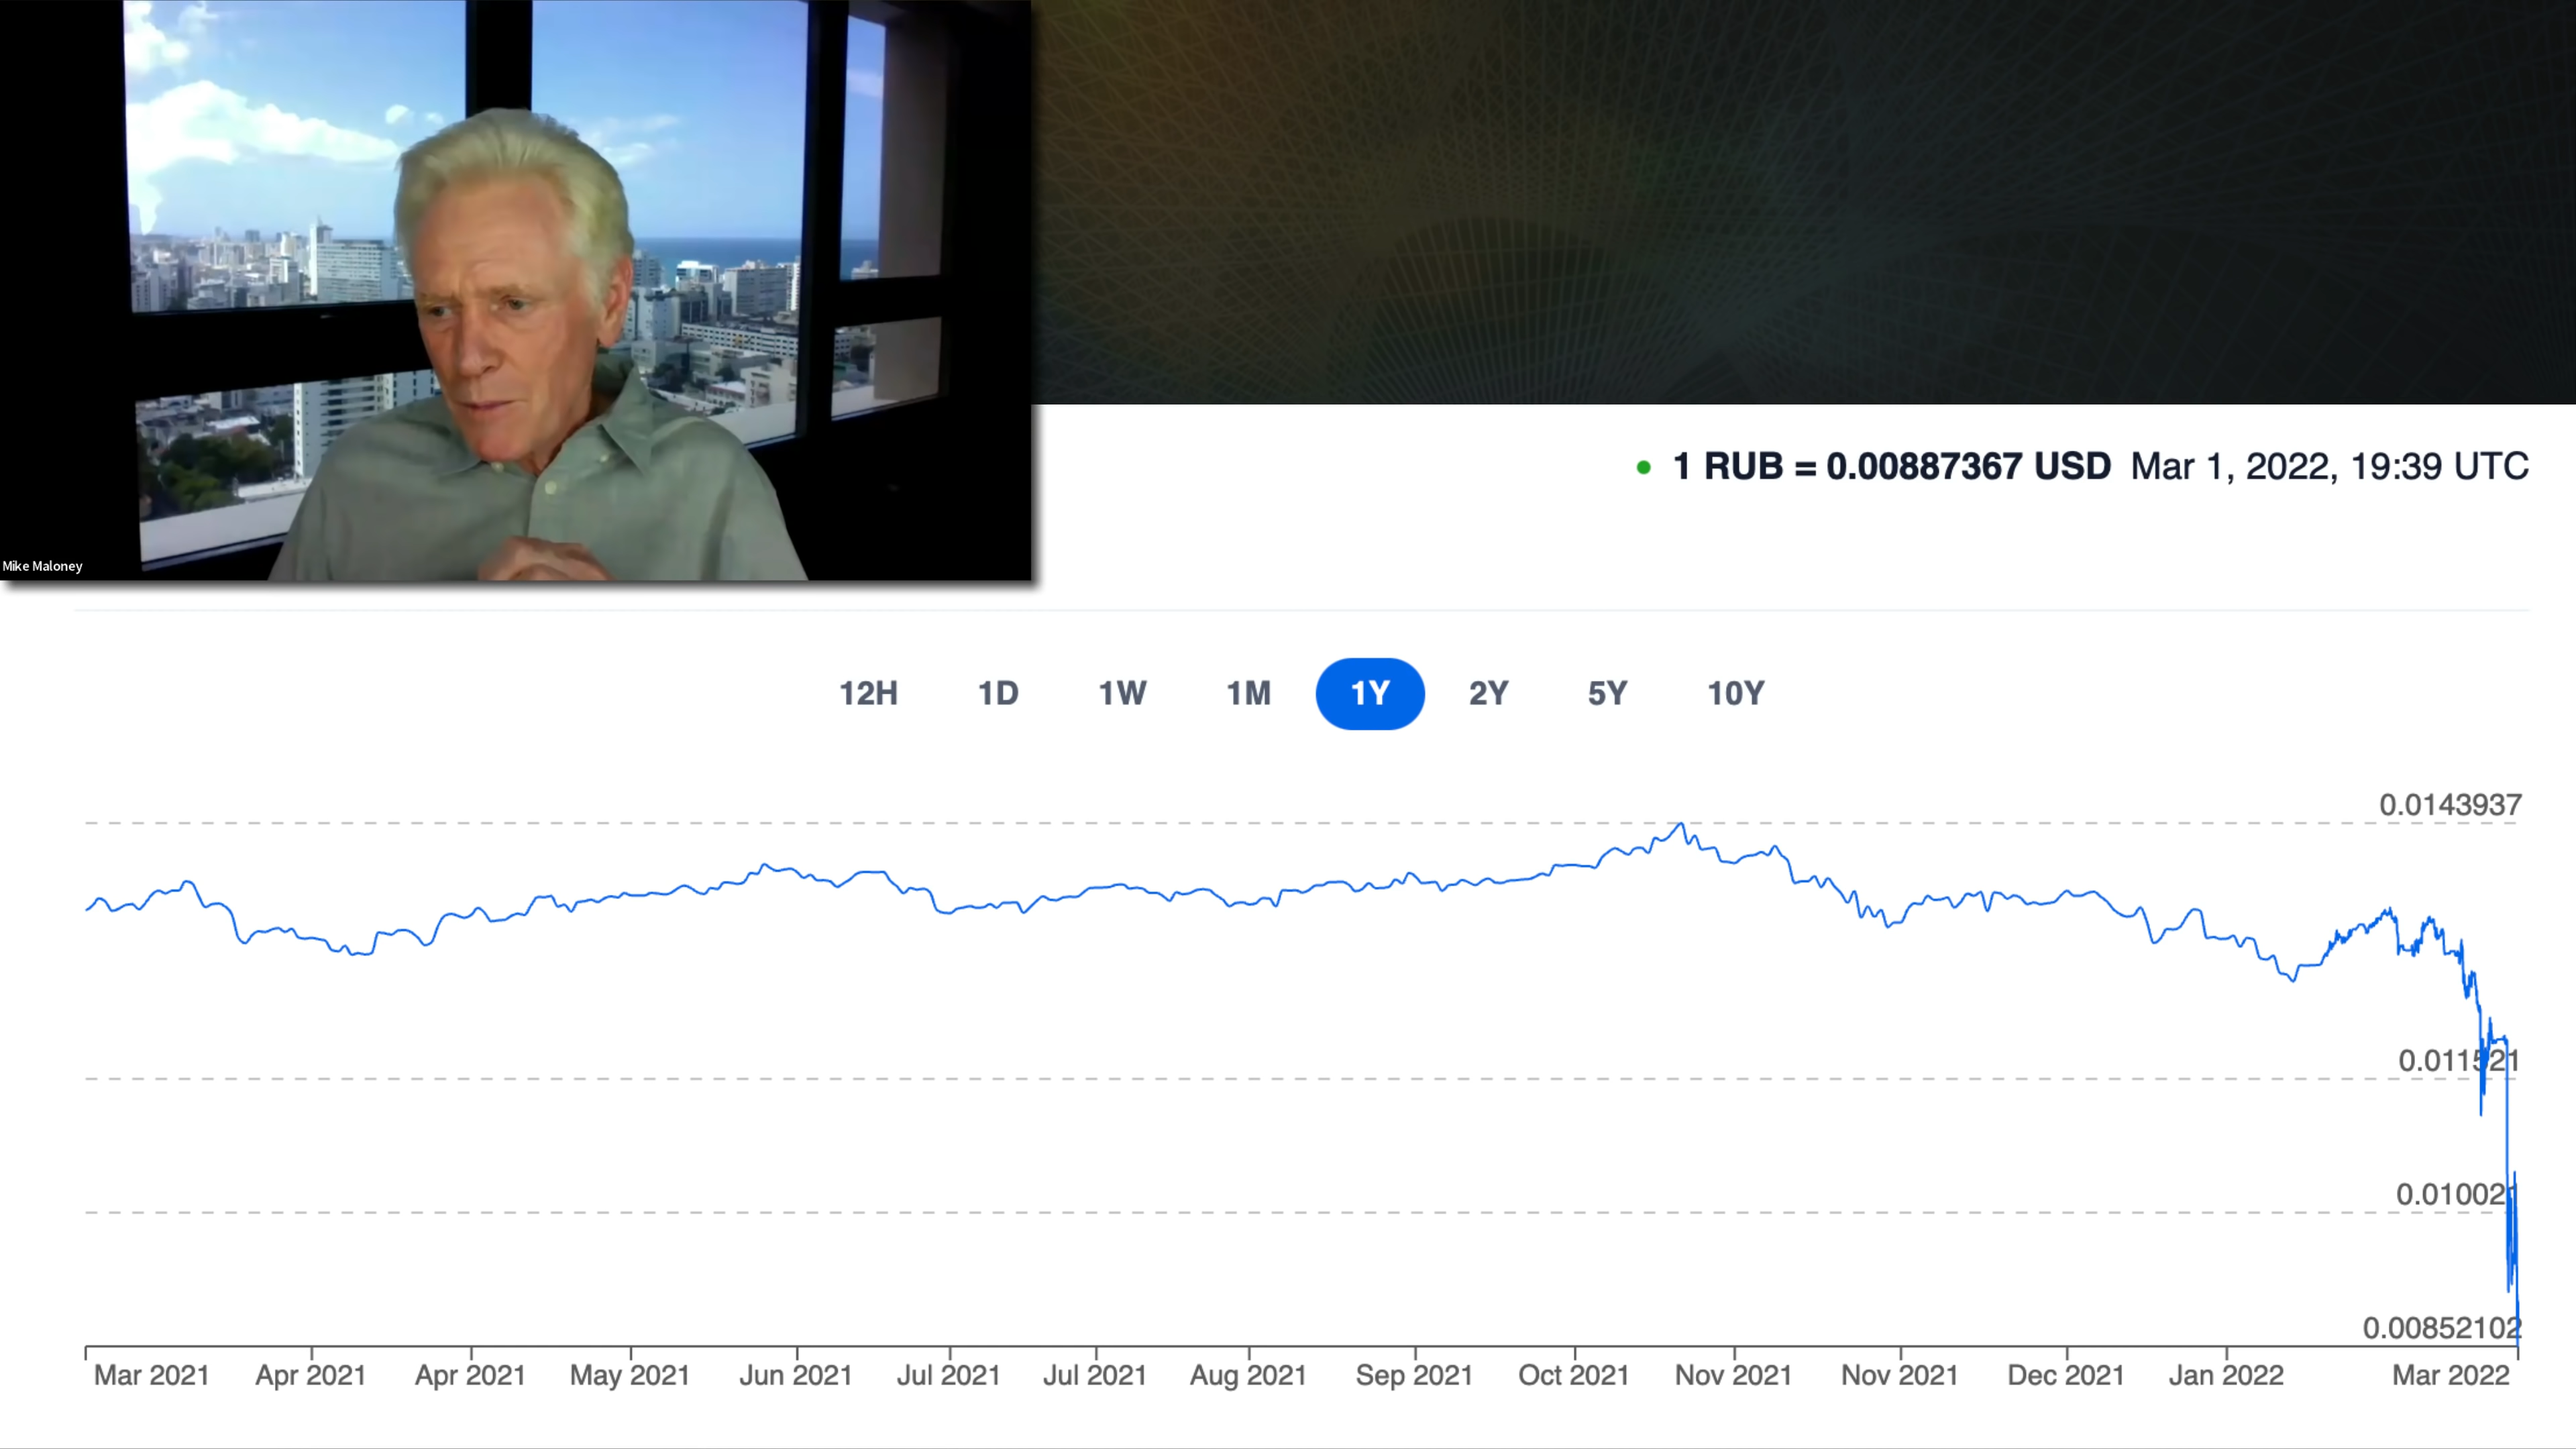 Mike Maloney
1 RUB = 0.00887367 USD Mar 1, 2022, 19:39 UTC
12H 1D 1W 1M 1Y 2Y 5Y 10Y
0.0143937
0.011521
0.010021
0.00852102
Mar 2021 Apr 2021 Apr 2021 May 2021 Jun 2021 Jul 2021 Jul 2021 Aug 2021 Sep 2021 Oct 2021 Nov 2021 Nov 2021 Dec 2021 Jan 2022 Mar 2022